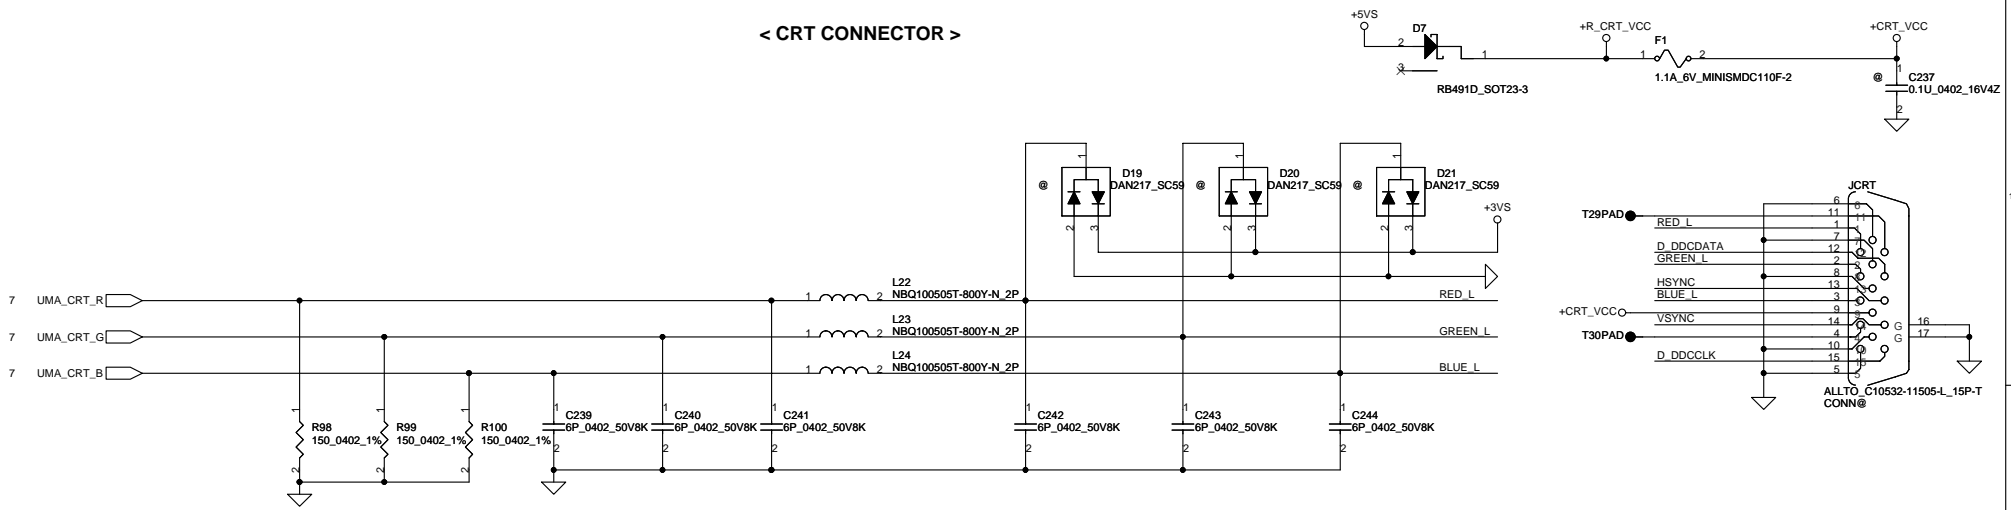 < CRT CONNECTOR >
+5VS
D7
2
1
3
RB491D_SOT23-3
+R_CRT_VCC
F1
1
2
1.1A_6V_MINISMDC110F-2
+CRT_VCC
@
1
C237
0.1U_0402_16V4Z
2
1
@
D19
DAN217_SC59
2
3
1
@
D20
DAN217_SC59
2
3
1
@
D21
DAN217_SC59
2
3
+3VS
7 UMA_CRT_R
1
L22
2 NBQ100505T-800Y-N_2P
RED_L
7 UMA_CRT_G
1
L23
2 NBQ100505T-800Y-N_2P
GREEN_L
7 UMA_CRT_B
1
L24
2 NBQ100505T-800Y-N_2P
BLUE_L
1
R98
150_0402_1%
2
1
R99
150_0402_1%
2
1
R100
150_0402_1%
2
1
C239
6P_0402_50V8K
2
1
C240
6P_0402_50V8K
2
1
C241
6P_0402_50V8K
2
1
C242
6P_0402_50V8K
2
1
C243
6P_0402_50V8K
2
1
C244
6P_0402_50V8K
2
JCRT
6
T29PAD 11
RED_L 1
7
D_DDCDATA 12
GREEN_L 2
8
HSYNC 13
BLUE_L 3
+CRT_VCC 9
VSYNC 14
T30PAD 4
10
D_DDCCLK 15
5
G 16
G 17
ALLTO_C10532-11505-L_15P-T
CONN@